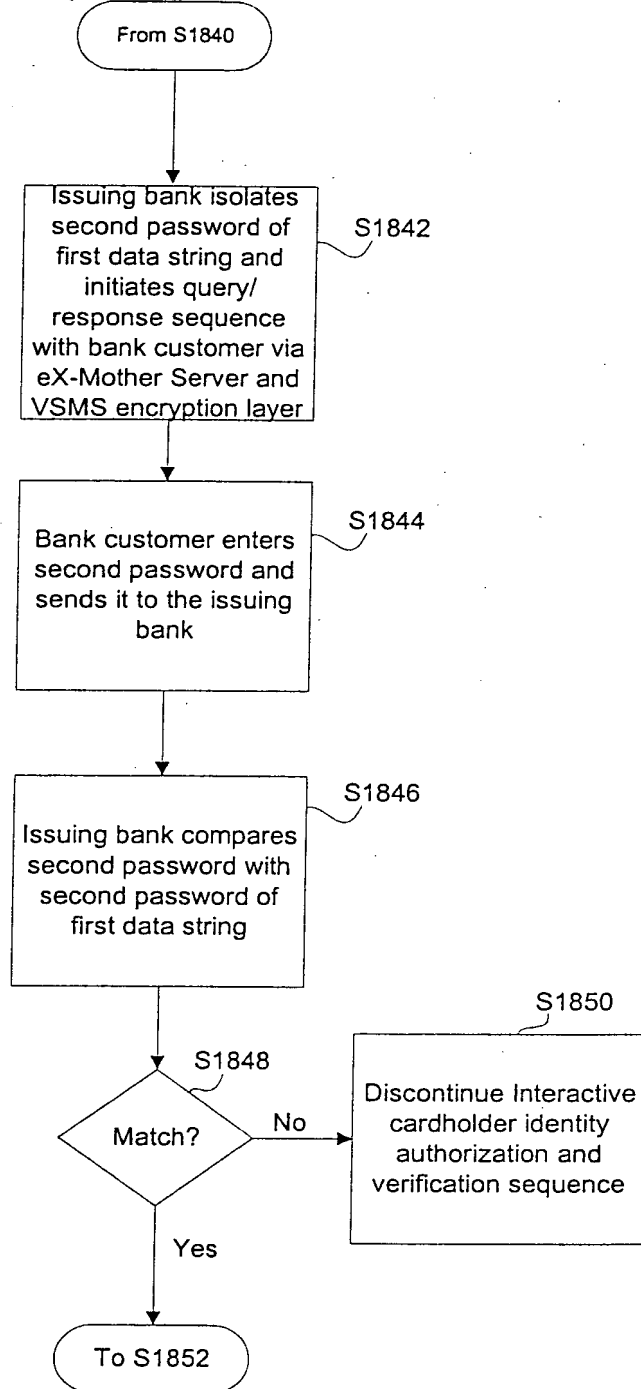 From S1840
Issuing bank isolates
second password of
first data string and
initiates query/
response sequence
with bank customer via
eX-Mother Server and
VSMS encryption layer
S1842
Bank customer enters
second password and
sends it to the issuing
bank
S1844
Issuing bank compares
second password with
second password of
first data string
S1846
Match?
S1848
No
Discontinue Interactive
cardholder identity
authorization and
verification sequence
S1850
Yes
To S1852